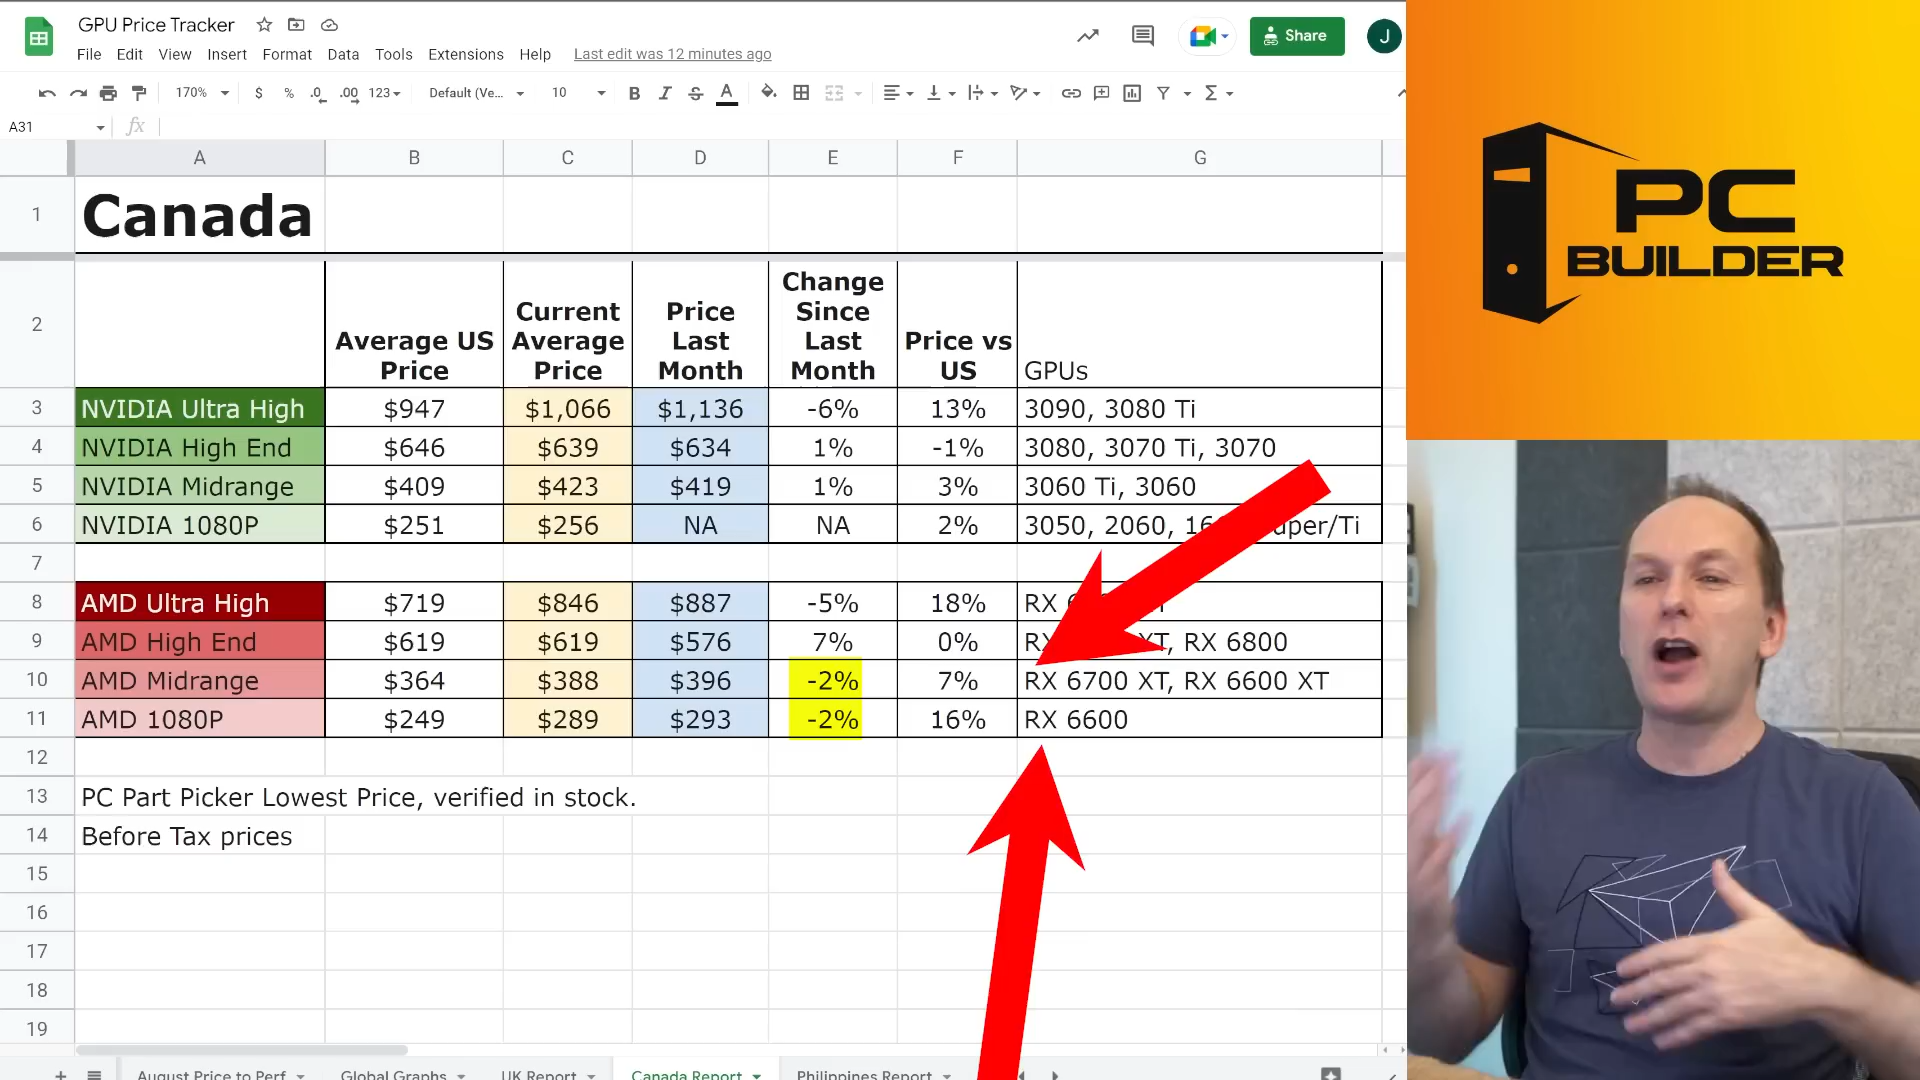 GPU Price Tracker
File Edit View Insert Format Data Tools Extensions Help Last edit was 12 minutes ago
Share
J
170% $ % .0 .00 123 Default (Ve... 10 B I S A
A31 fx
A B C D E F G
1 Canada
2 Average US Price Current Average Price Price Last Month Change Since Last Month Price vs US GPUs
3 NVIDIA Ultra High $947 $1,066 $1,136 -6% 13% 3090, 3080 Ti
4 NVIDIA High End $646 $639 $634 1% -1% 3080, 3070 Ti, 3070
5 NVIDIA Midrange $409 $423 $419 1% 3% 3060 Ti, 3060
6 NVIDIA 1080P $251 $256 NA NA 2% 3050, 2060,
7
8 AMD Ultra High $719 $846 $887 -5% 18% RX
9 AMD High End $619 $619 $576 7% 0% XT, RX 6800
10 AMD Midrange $364 $388 $396 -2% 7% RX 6700 XT, RX 6600 XT
11 AMD 1080P $249 $289 $293 -2% 16% RX 6600
12
13 PC Part Picker Lowest Price, verified in stock.
14 Before Tax prices
15
16
17
18
19
August Price to Perf Global Graphs UK Report Canada Report Philippines Report
PC
BUILDER